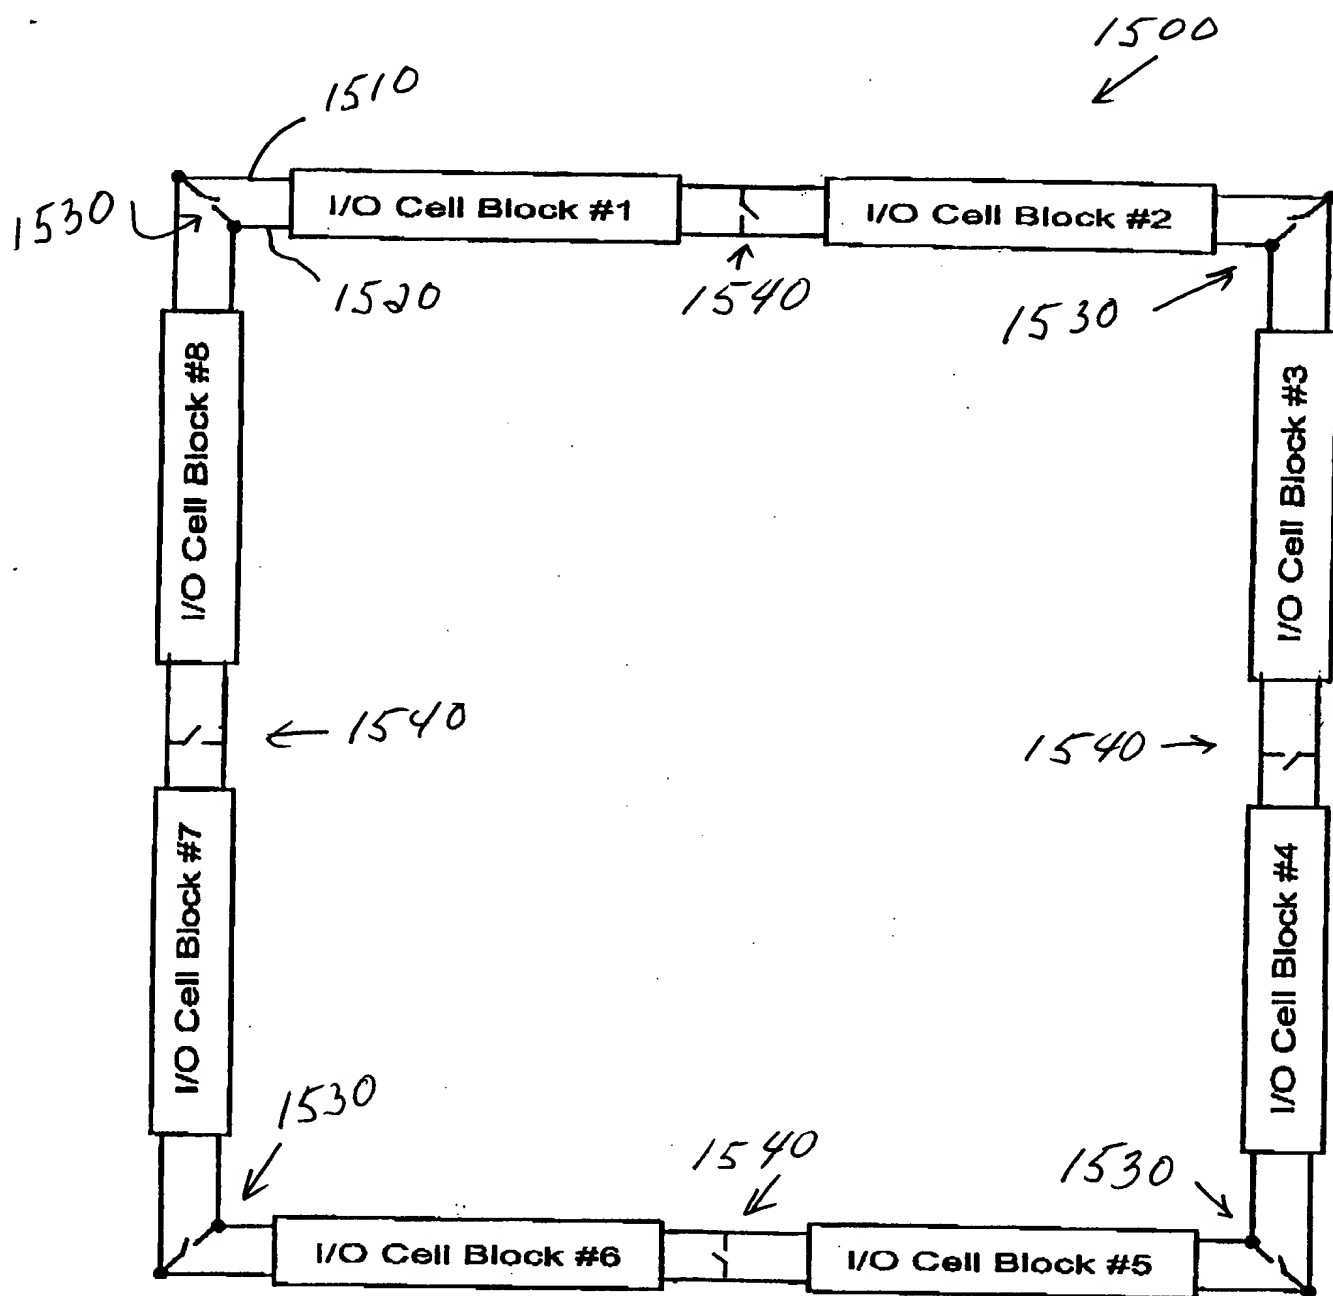 1500
1510
I/O Cell Block #1
I/O Cell Block #2
1530
1520
1540
1530
I/O Cell Block #8
I/O Cell Block #3
1540
1540
I/O Cell Block #7
I/O Cell Block #4
1530
1540
1530
I/O Cell Block #6
I/O Cell Block #5